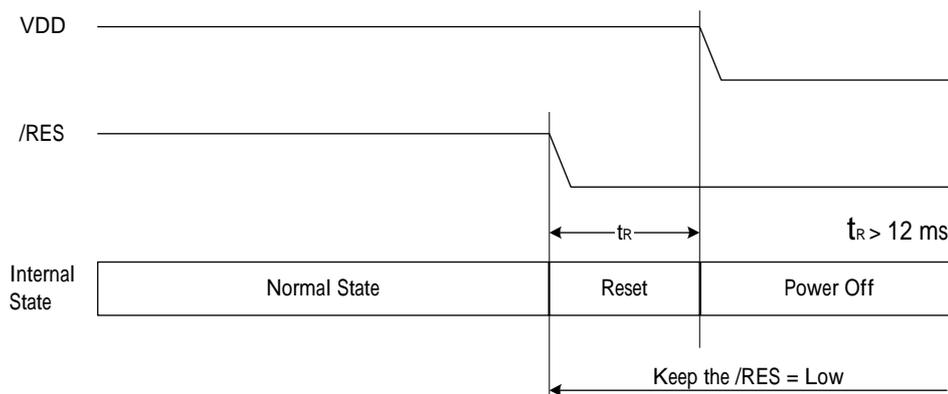 VDD
/RES
tR
tR > 12 ms
Internal
State
Normal State
Reset
Power Off
Keep the /RES = Low